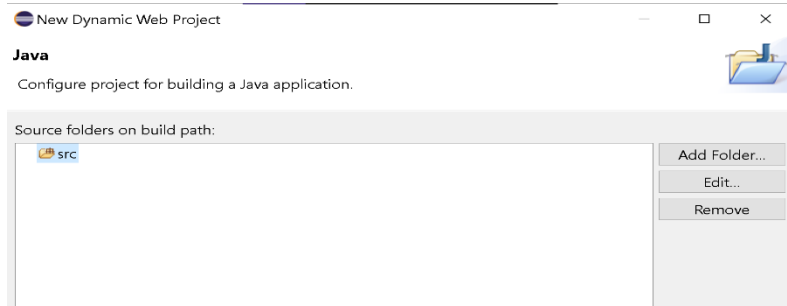 New Dynamic Web Project
Java
Configure project for building a Java application.
Source folders on build path:
src
Add Folder...
Edit...
Remove